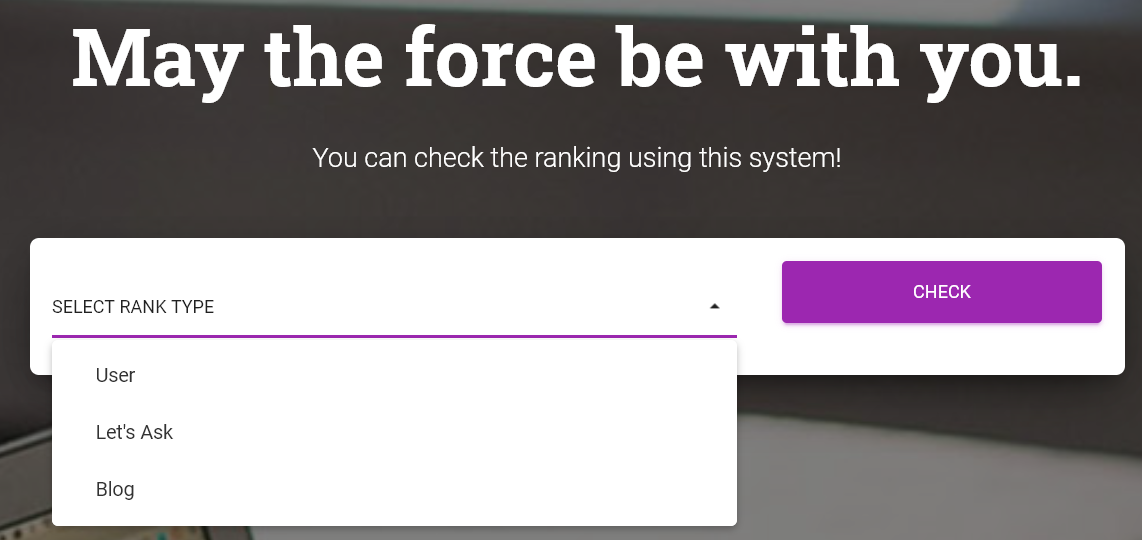 May the force be with you.
You can check the ranking using this system!
SELECT RANK TYPE
CHECK
User
Let's Ask
Blog